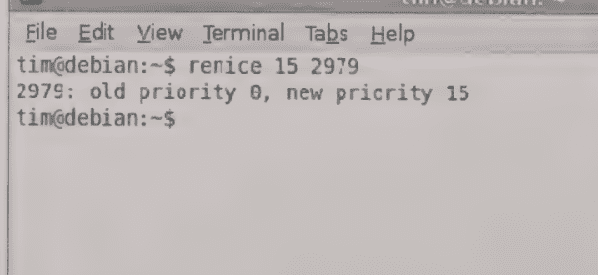 File Edit View Terminal Tabs Help
tim@debian:~$ renice 15 2979
2979: old priority 0, new pricrity 15
tim@debian:~$